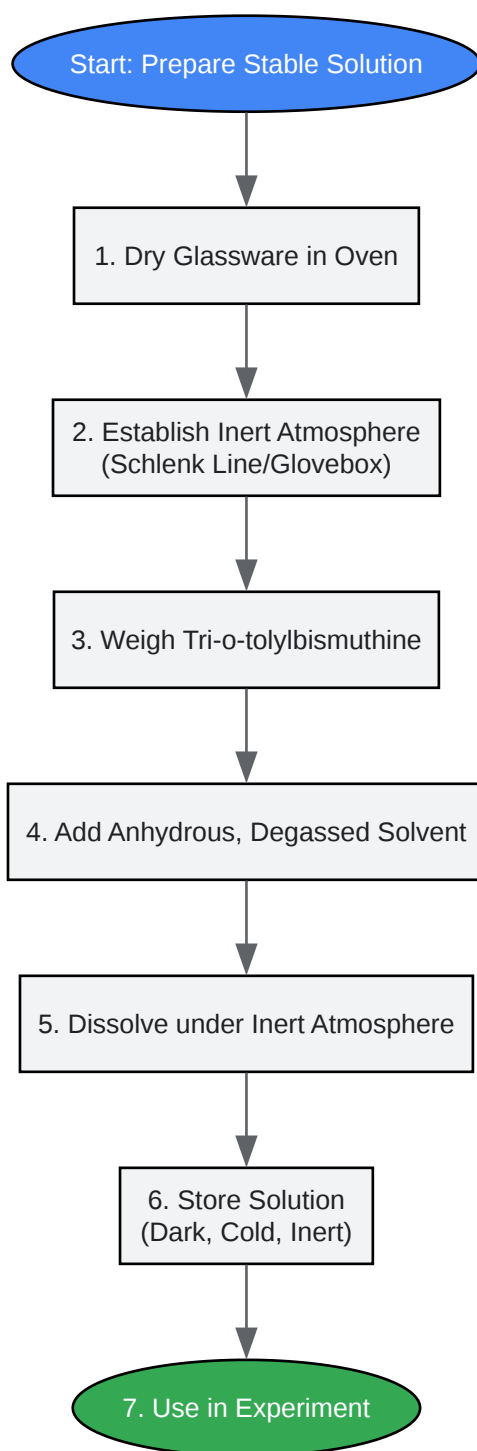 Start: Prepare Stable Solution
1. Dry Glassware in Oven
2. Establish Inert Atmosphere
(Schlenk Line/Glovebox)
3. Weigh Tri-o-tolylbismuthine
4. Add Anhydrous, Degassed Solvent
5. Dissolve under Inert Atmosphere
6. Store Solution
(Dark, Cold, Inert)
7. Use in Experiment